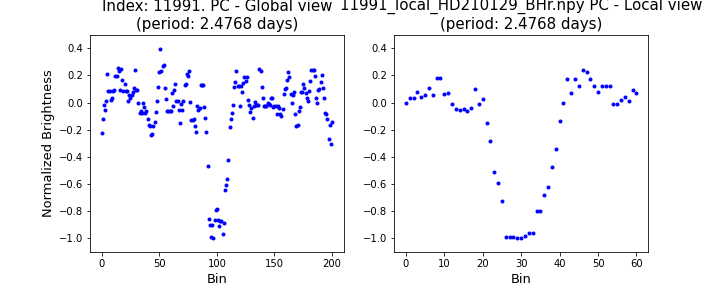 Index: 11991. PC - Global view
(period: 2.4768 days)
11991_local_HD210129_BHr.npy PC - Local view
(period: 2.4768 days)
Normalized Brightness
0.4
0.2
0.0
−0.2
−0.4
−0.6
−0.8
−1.0
0 50 100 150 200
Bin
0.4
0.2
0.0
−0.2
−0.4
−0.6
−0.8
−1.0
0 10 20 30 40 50 60
Bin